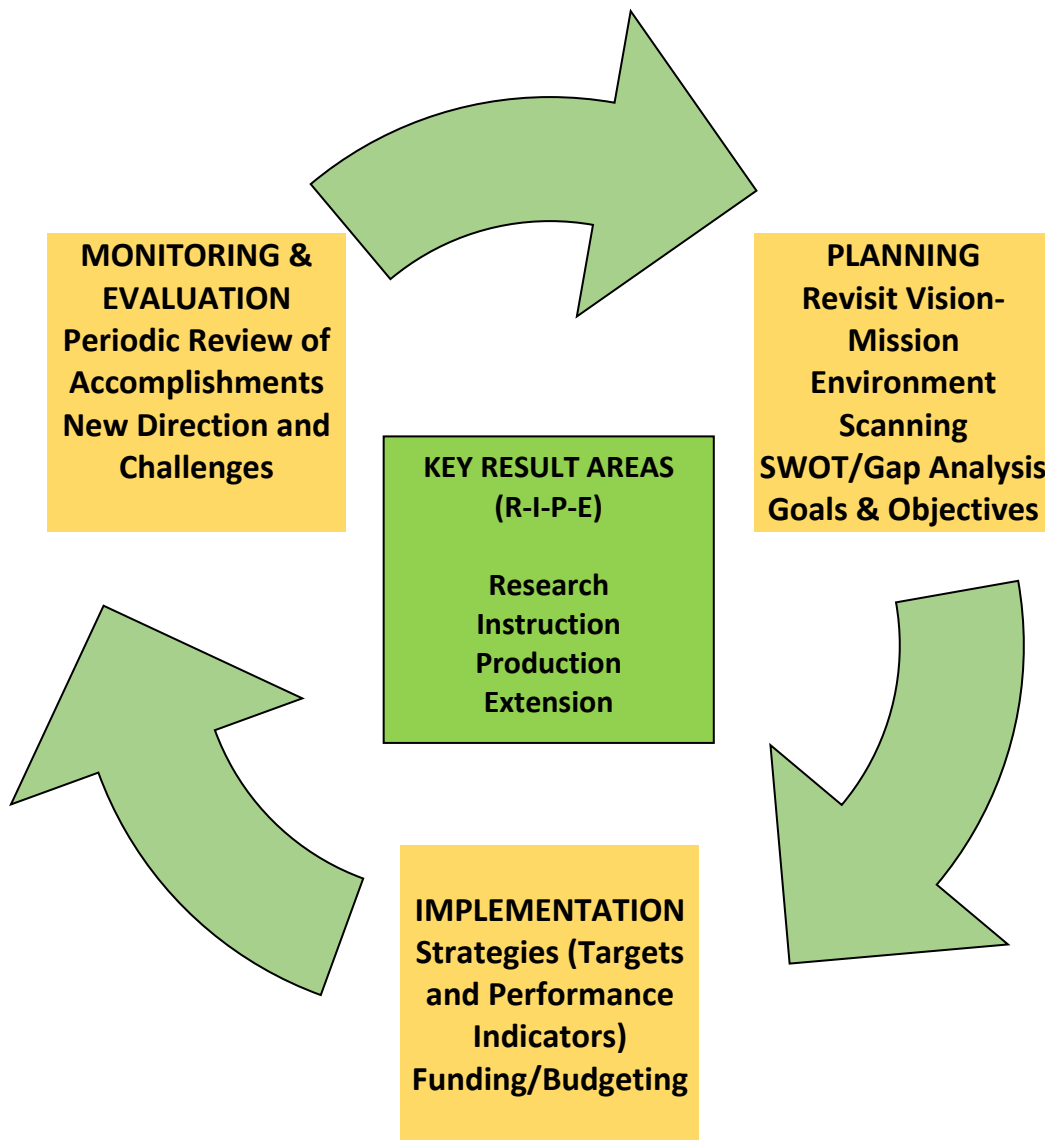 MONITORING &
EVALUATION
Periodic Review of
Accomplishments
New Direction and
Challenges
PLANNING
Revisit Vision-
Mission
Environment
Scanning
SWOT/Gap Analysis
Goals & Objectives
KEY RESULT AREAS
(R-I-P-E)
Research
Instruction
Production
Extension
IMPLEMENTATION
Strategies (Targets
and Performance
Indicators)
Funding/Budgeting